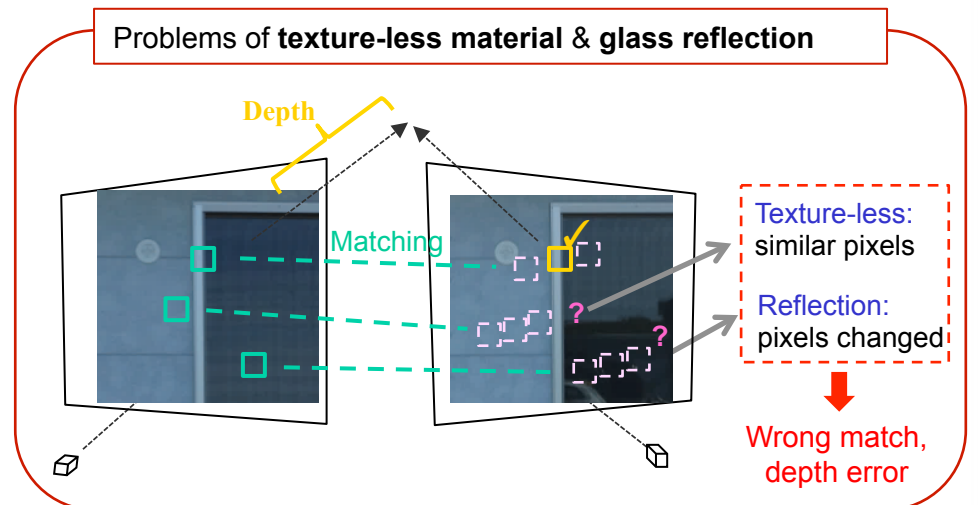 Problems of texture-less material & glass reflection
Depth
Matching
?
?
Texture-less:
similar pixels
Reflection:
pixels changed
Wrong match,
depth error